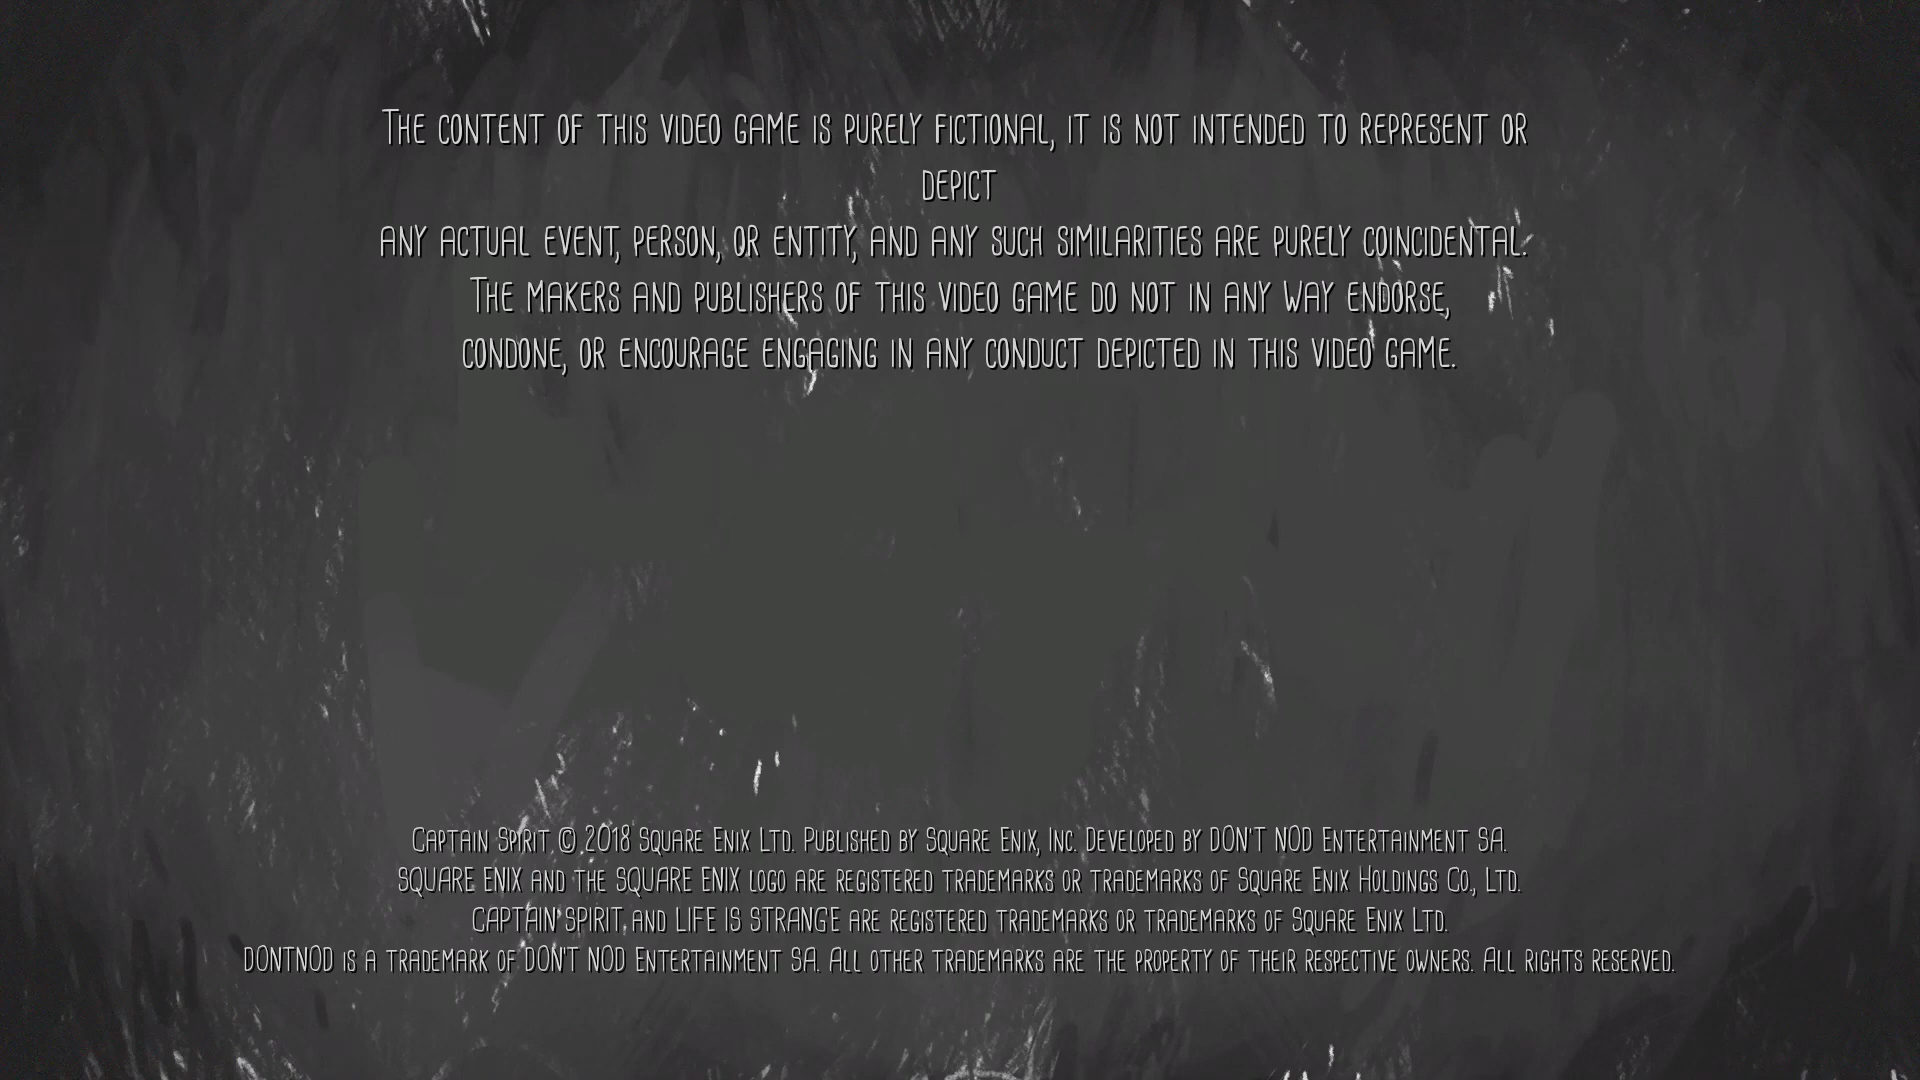 The content of this video game is purely fictional, it is not intended to represent or
depict
any actual event, person, or entity, and any such similarities are purely coincidental.
The makers and publishers of this video game do not in any way endorse,
condone, or encourage engaging in any conduct depicted in this video game.
Captain Spirit © 2018 Square Enix Ltd. Published by Square Enix, Inc. Developed by DON'T NOD Entertainment SA.
SQUARE ENIX and the SQUARE ENIX logo are registered trademarks or trademarks of Square Enix Holdings Co., Ltd.
CAPTAIN SPIRIT and LIFE IS STRANGE are registered trademarks or trademarks of Square Enix Ltd.
DONTNOD is a trademark of DON'T NOD Entertainment SA. All other trademarks are the property of their respective owners. All rights reserved.